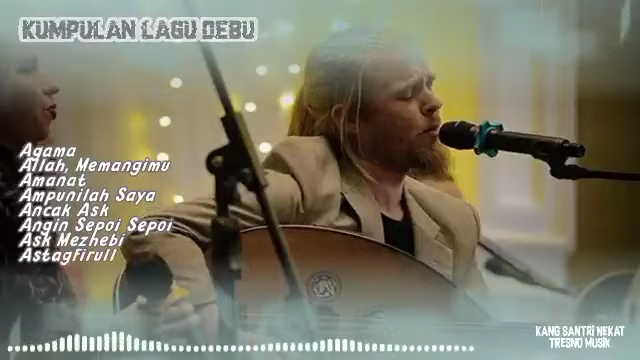 KUMPULAN LAGU DEBU
Agama
Allah, Memangimu
Amanat
Ampunilah Saya
Ancak Ask
Angin Sepoi Sepoi
Ask Mezhebi
Astagfirull
KANG SANTRI NEKAT
TRESNO MUSIK